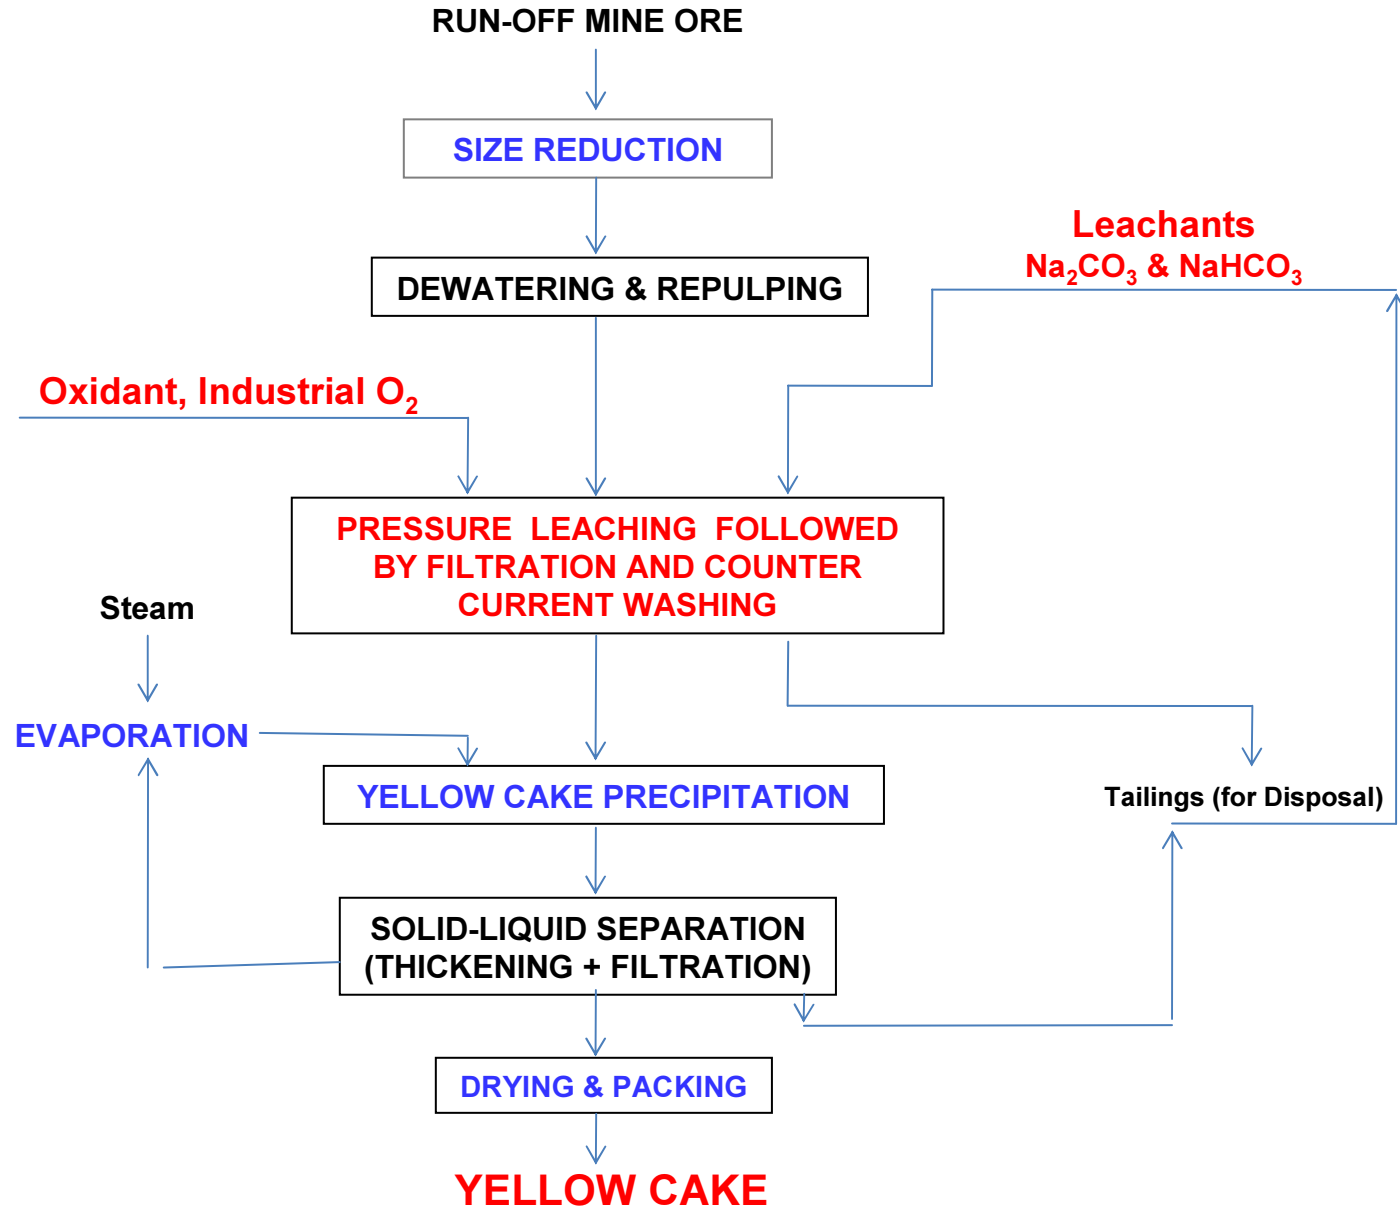 RUN-OFF MINE ORE
SIZE REDUCTION
Leachants
Na₂CO₃ & NaHCO₃
DEWATERING & REPULPING
Oxidant, Industrial O₂
PRESSURE LEACHING FOLLOWED
BY FILTRATION AND COUNTER
CURRENT WASHING
Steam
EVAPORATION
YELLOW CAKE PRECIPITATION
Tailings (for Disposal)
SOLID-LIQUID SEPARATION
(THICKENING + FILTRATION)
DRYING & PACKING
YELLOW CAKE